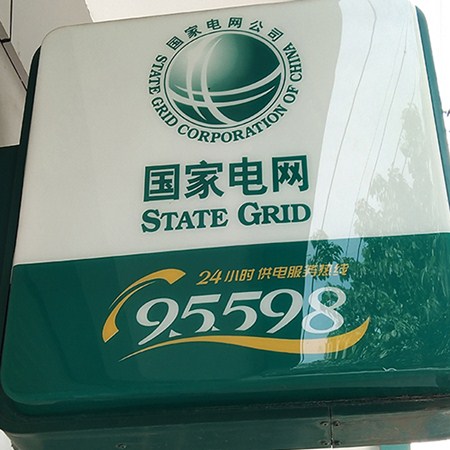 国家电网公司
STATE GRID CORPORATION OF CHINA
国家电网
STATE GRID
24小时供电服务热线
95598